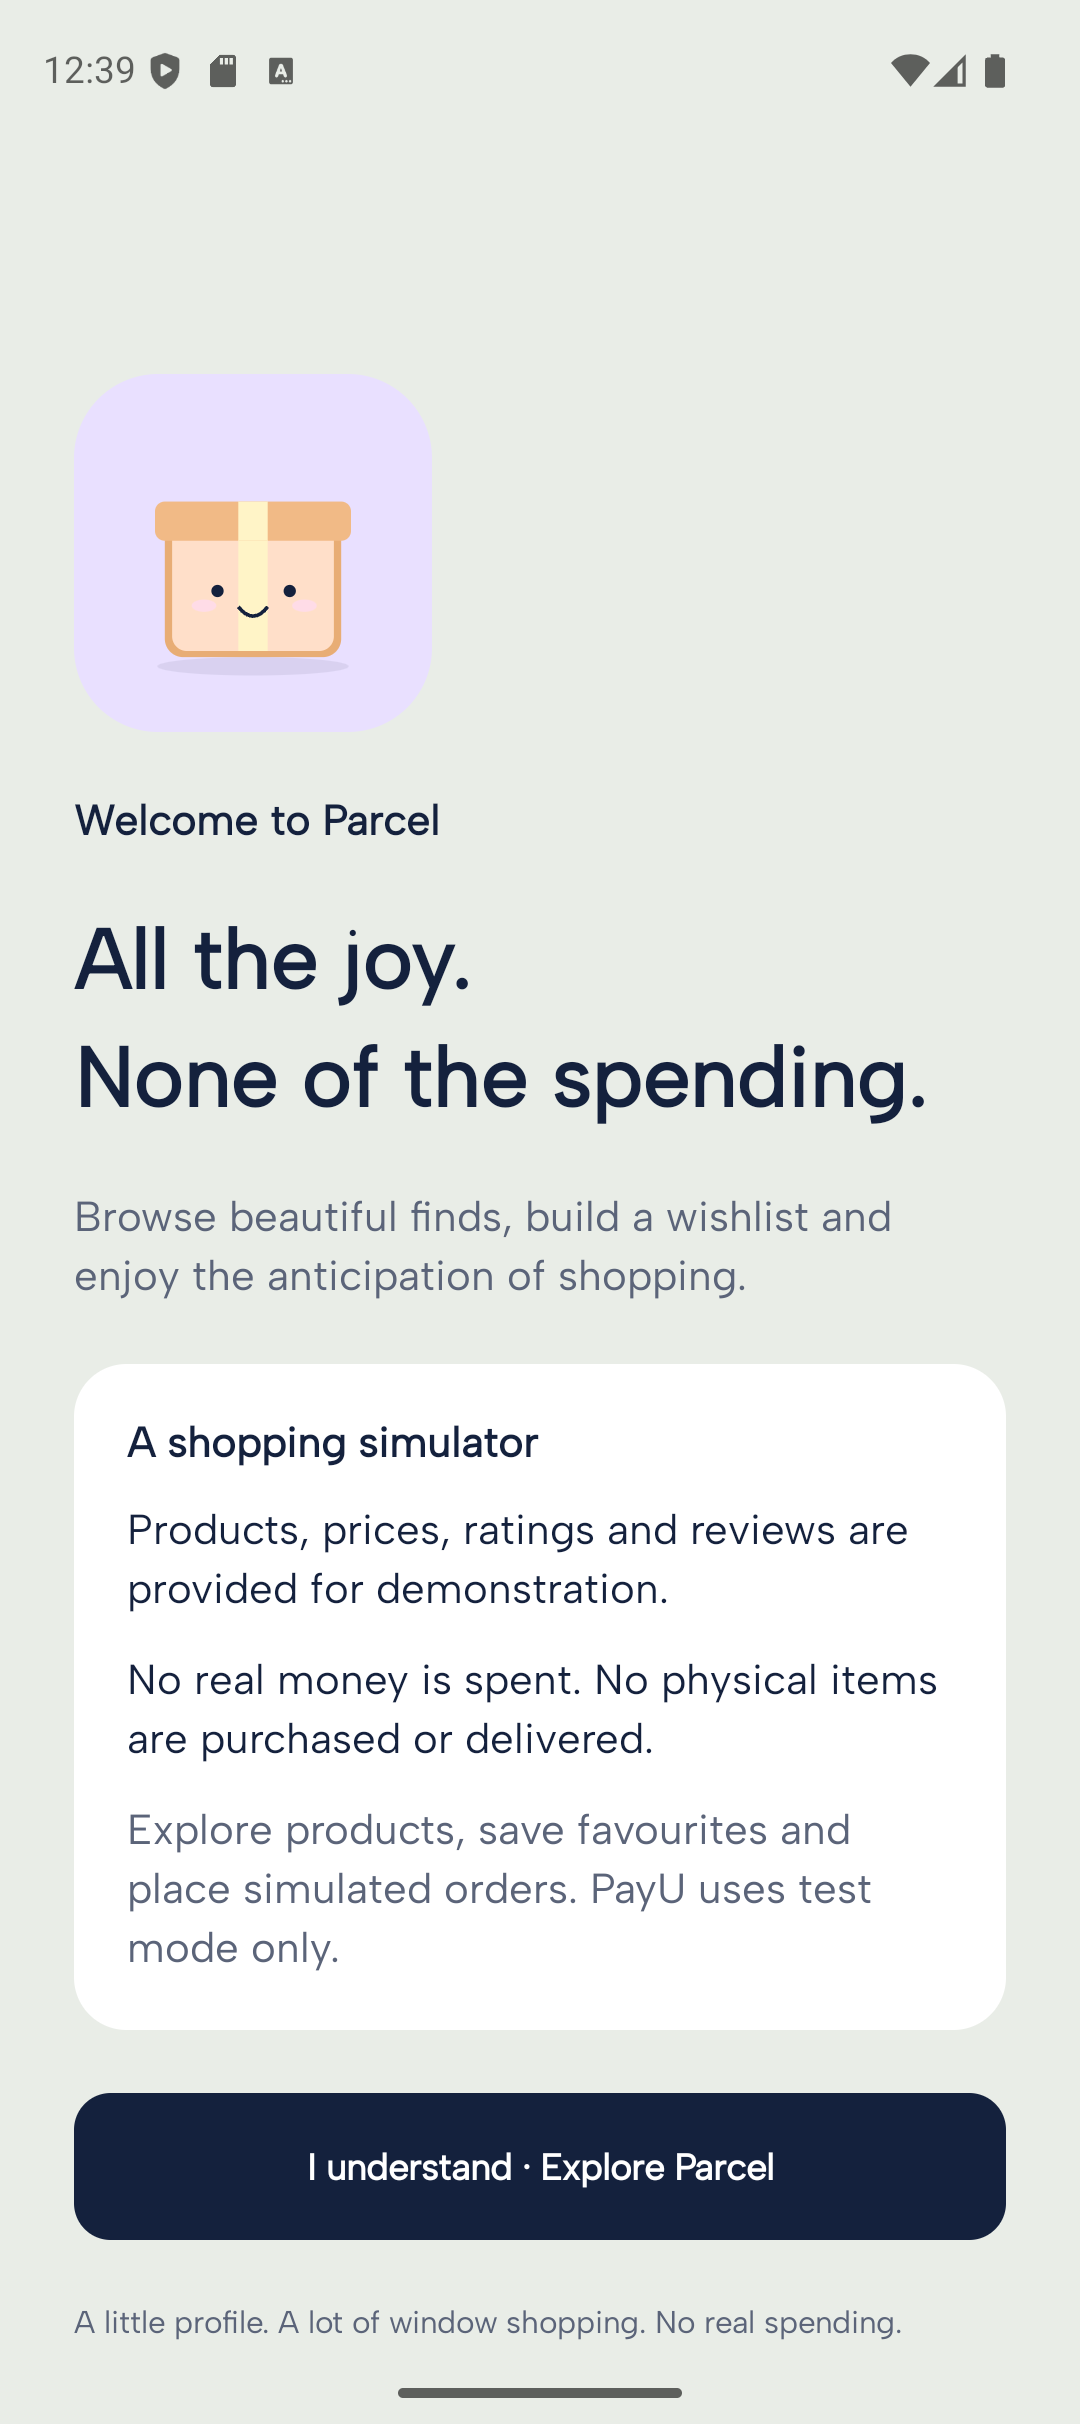 12:39
Welcome to Parcel
All the joy.
None of the spending.
Browse beautiful finds, build a wishlist and
enjoy the anticipation of shopping.
A shopping simulator
Products, prices, ratings and reviews are
provided for demonstration.
No real money is spent. No physical items
are purchased or delivered.
Explore products, save favourites and
place simulated orders. PayU uses test
mode only.
I understand · Explore Parcel
A little profile. A lot of window shopping. No real spending.